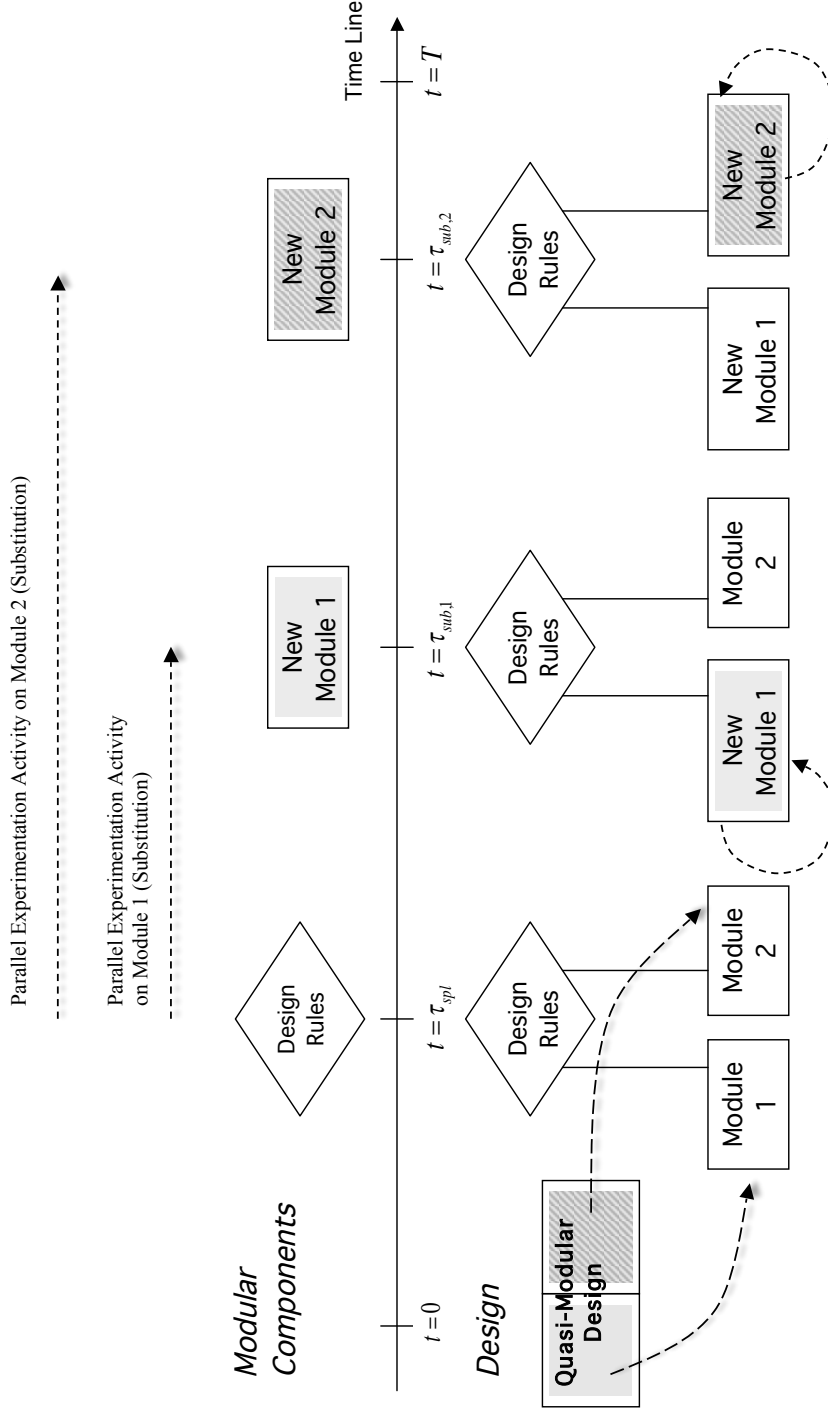 Parallel Experimentation Activity on Module 2 (Substitution)
Parallel Experimentation Activity
on Module 1 (Substitution)
Modular
Components
Design
Rules
New
Module 1
New
Module 2
Time Line
t = 0
t = τspl
t = τsub,1
t = τsub,2
t = T
Design
Quasi-Modular
Design
Design
Rules
Module
1
Module
2
Design
Rules
New
Module 1
Module
2
Design
Rules
New
Module 1
New
Module 2